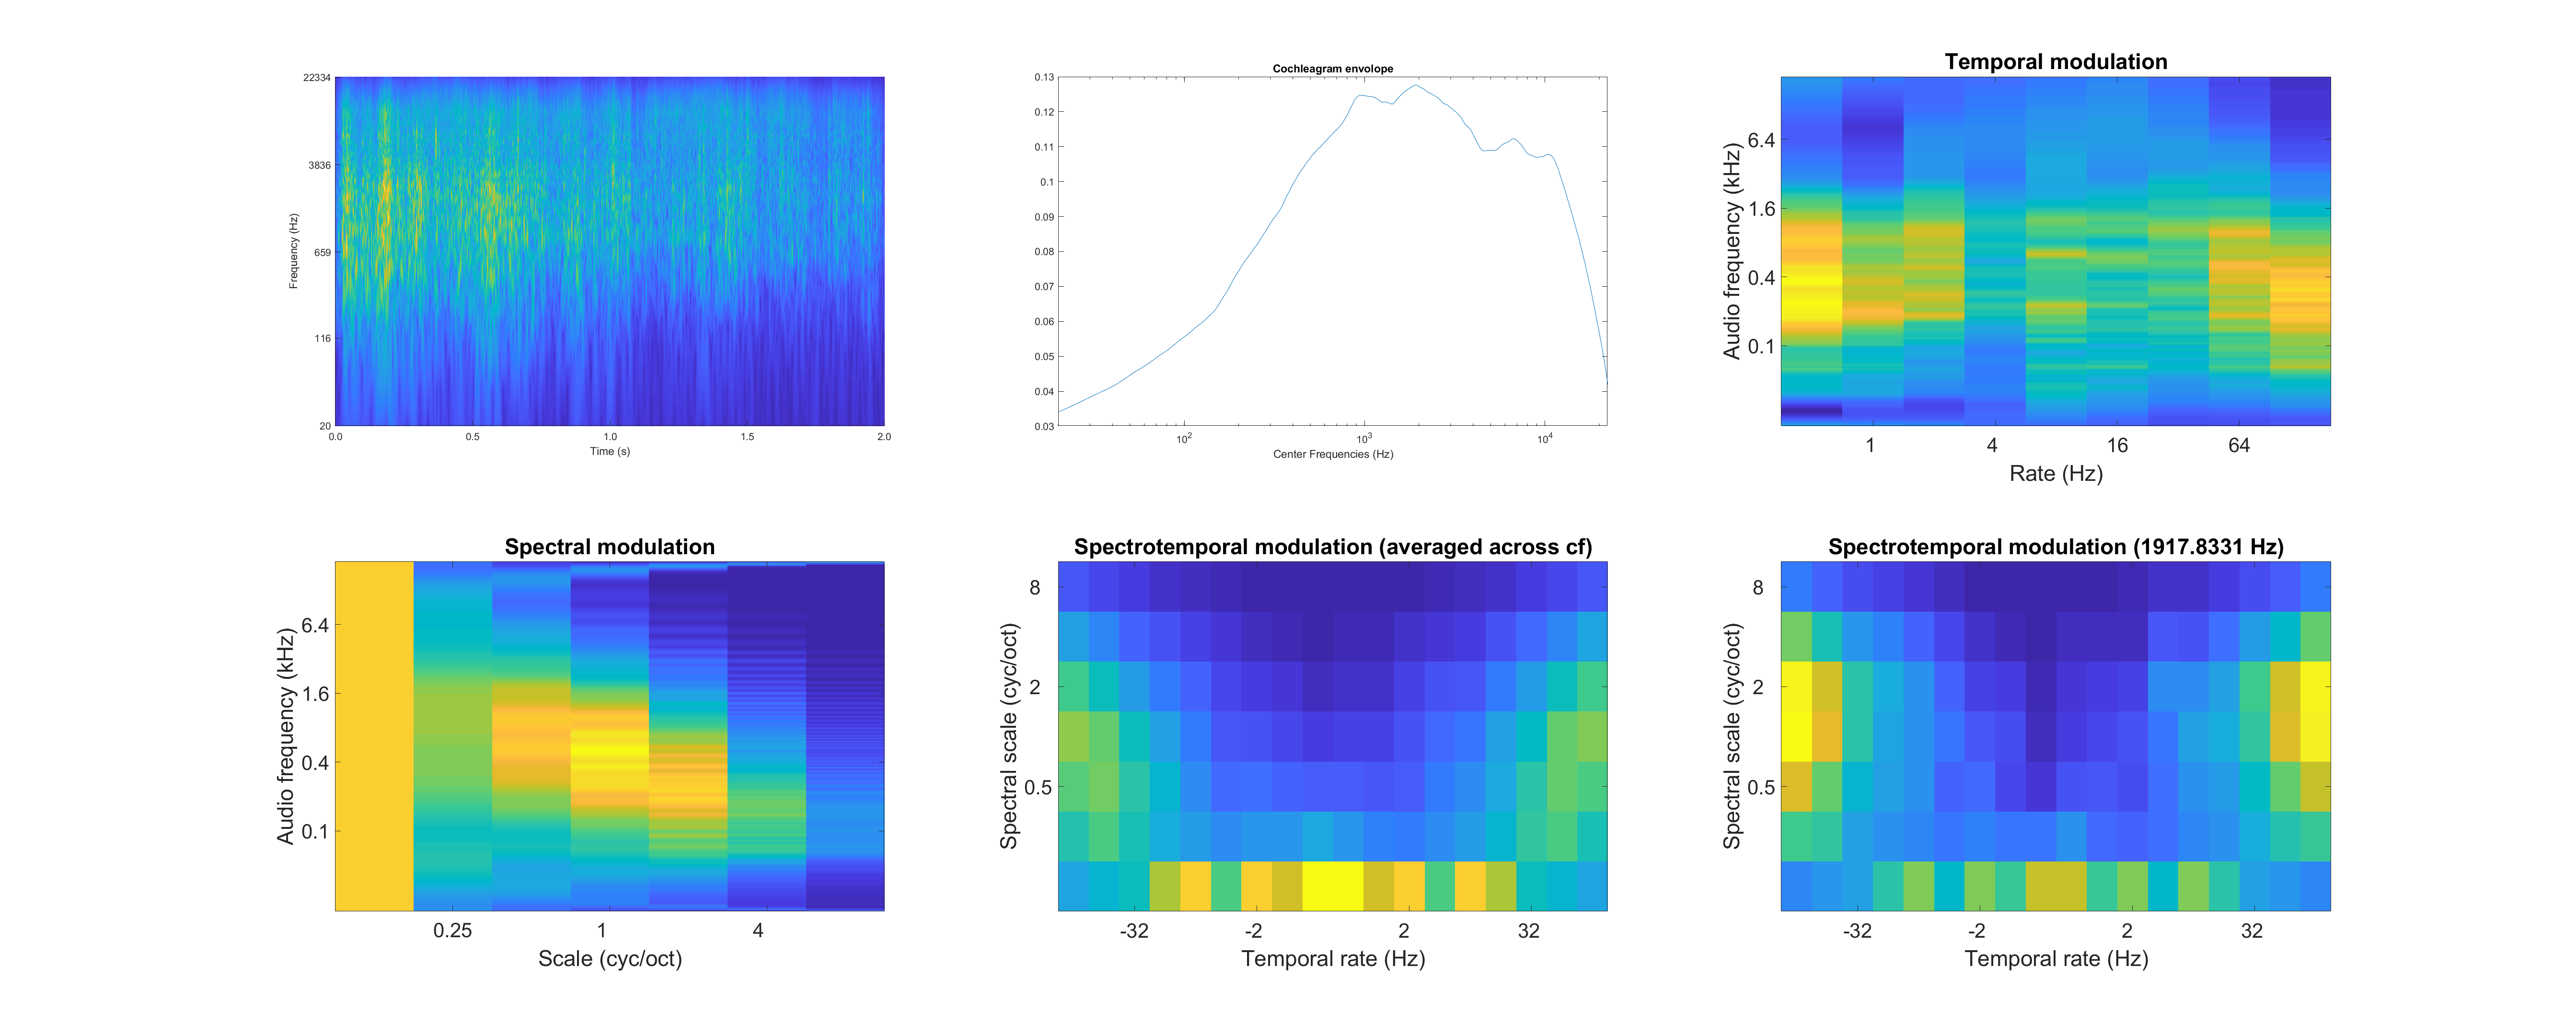 22334
3836
659
116
20
0.0 0.5 1.0 1.5 2.0
Time (s)
Frequency (Hz)
Cochleagram envolope
0.13
0.12
0.11
0.1
0.09
0.08
0.07
0.06
0.05
0.04
0.03
10^2 10^3 10^4
Center Frequencies (Hz)
Temporal modulation
6.4
1.6
0.4
0.1
Audio frequency (kHz)
1 4 16 64
Rate (Hz)
Spectral modulation
6.4
1.6
0.4
0.1
Audio frequency (kHz)
0.25 1 4
Scale (cyc/oct)
Spectrotemporal modulation (averaged across cf)
8
2
0.5
Spectral scale (cyc/oct)
-32 -2 2 32
Temporal rate (Hz)
Spectrotemporal modulation (1917.8331 Hz)
8
2
0.5
Spectral scale (cyc/oct)
-32 -2 2 32
Temporal rate (Hz)